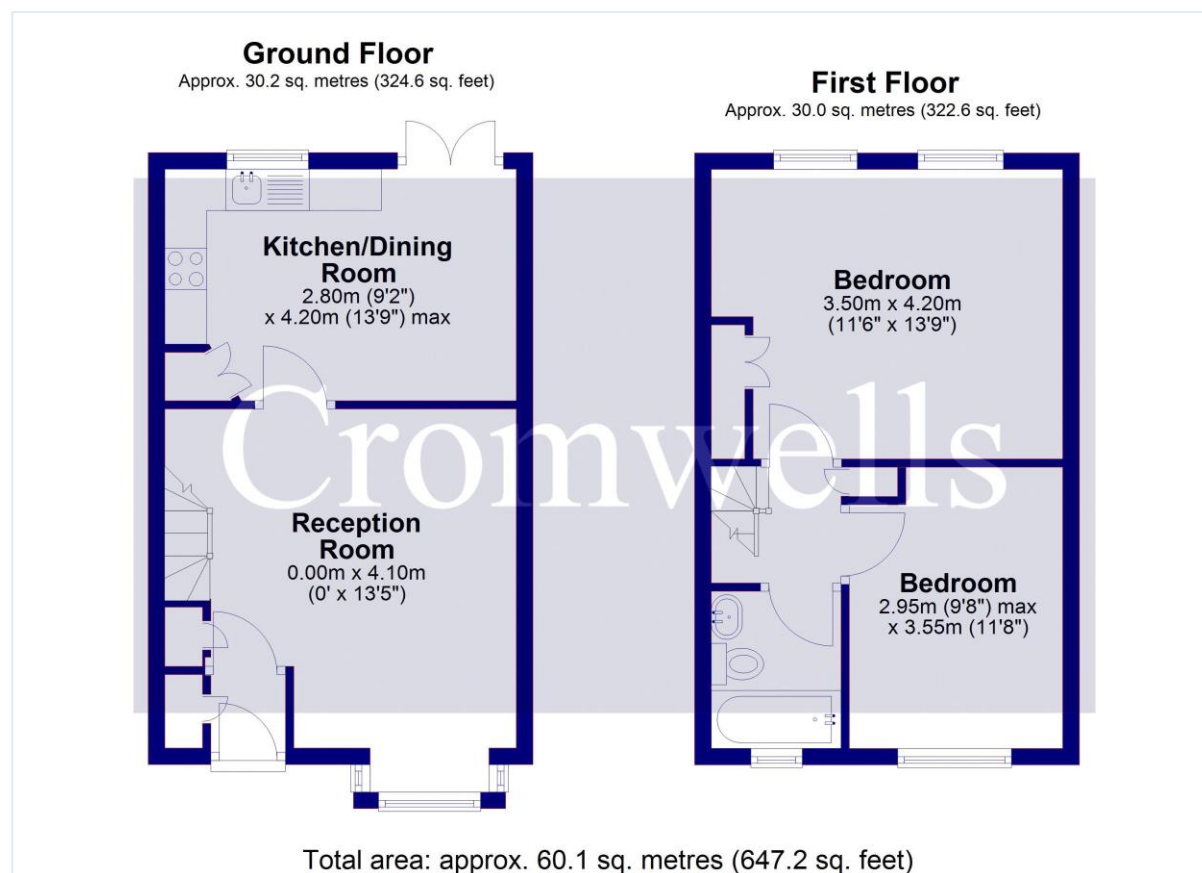 Ground Floor
Approx. 30.2 sq. metres (324.6 sq. feet)
Kitchen/Dining
Room
2.80m (9'2")
x 4.20m (13'9") max
Reception
Room
0.00m x 4.10m
(0' x 13'5")
First Floor
Approx. 30.0 sq. metres (322.6 sq. feet)
Bedroom
3.50m x 4.20m
(11'6" x 13'9")
Bedroom
2.95m (9'8") max
x 3.55m (11'8")
Cromwells
Total area: approx. 60.1 sq. metres (647.2 sq. feet)